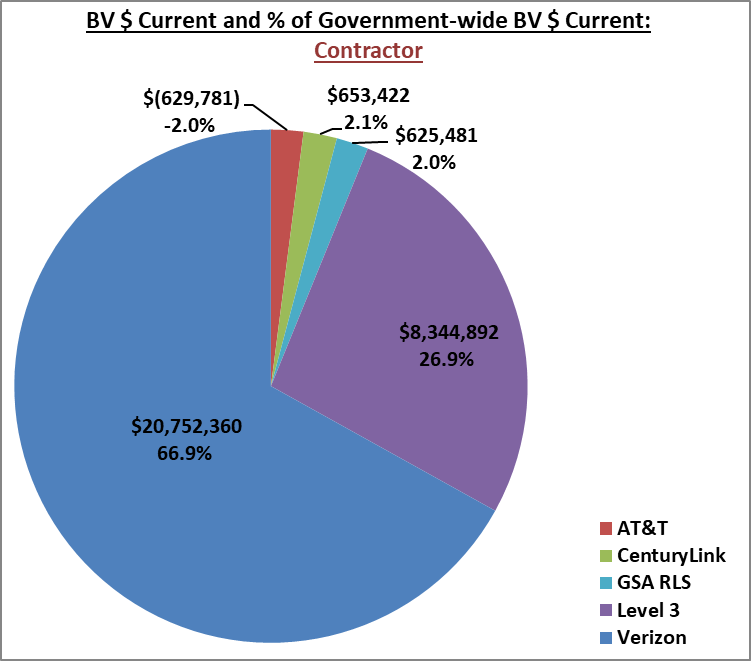 BV $ Current and % of Government-wide BV $ Current:
Contractor
$(629,781)
-2.0%
$653,422
2.1%
$625,481
2.0%
$8,344,892
26.9%
$20,752,360
66.9%
AT&T
CenturyLink
GSA RLS
Level 3
Verizon